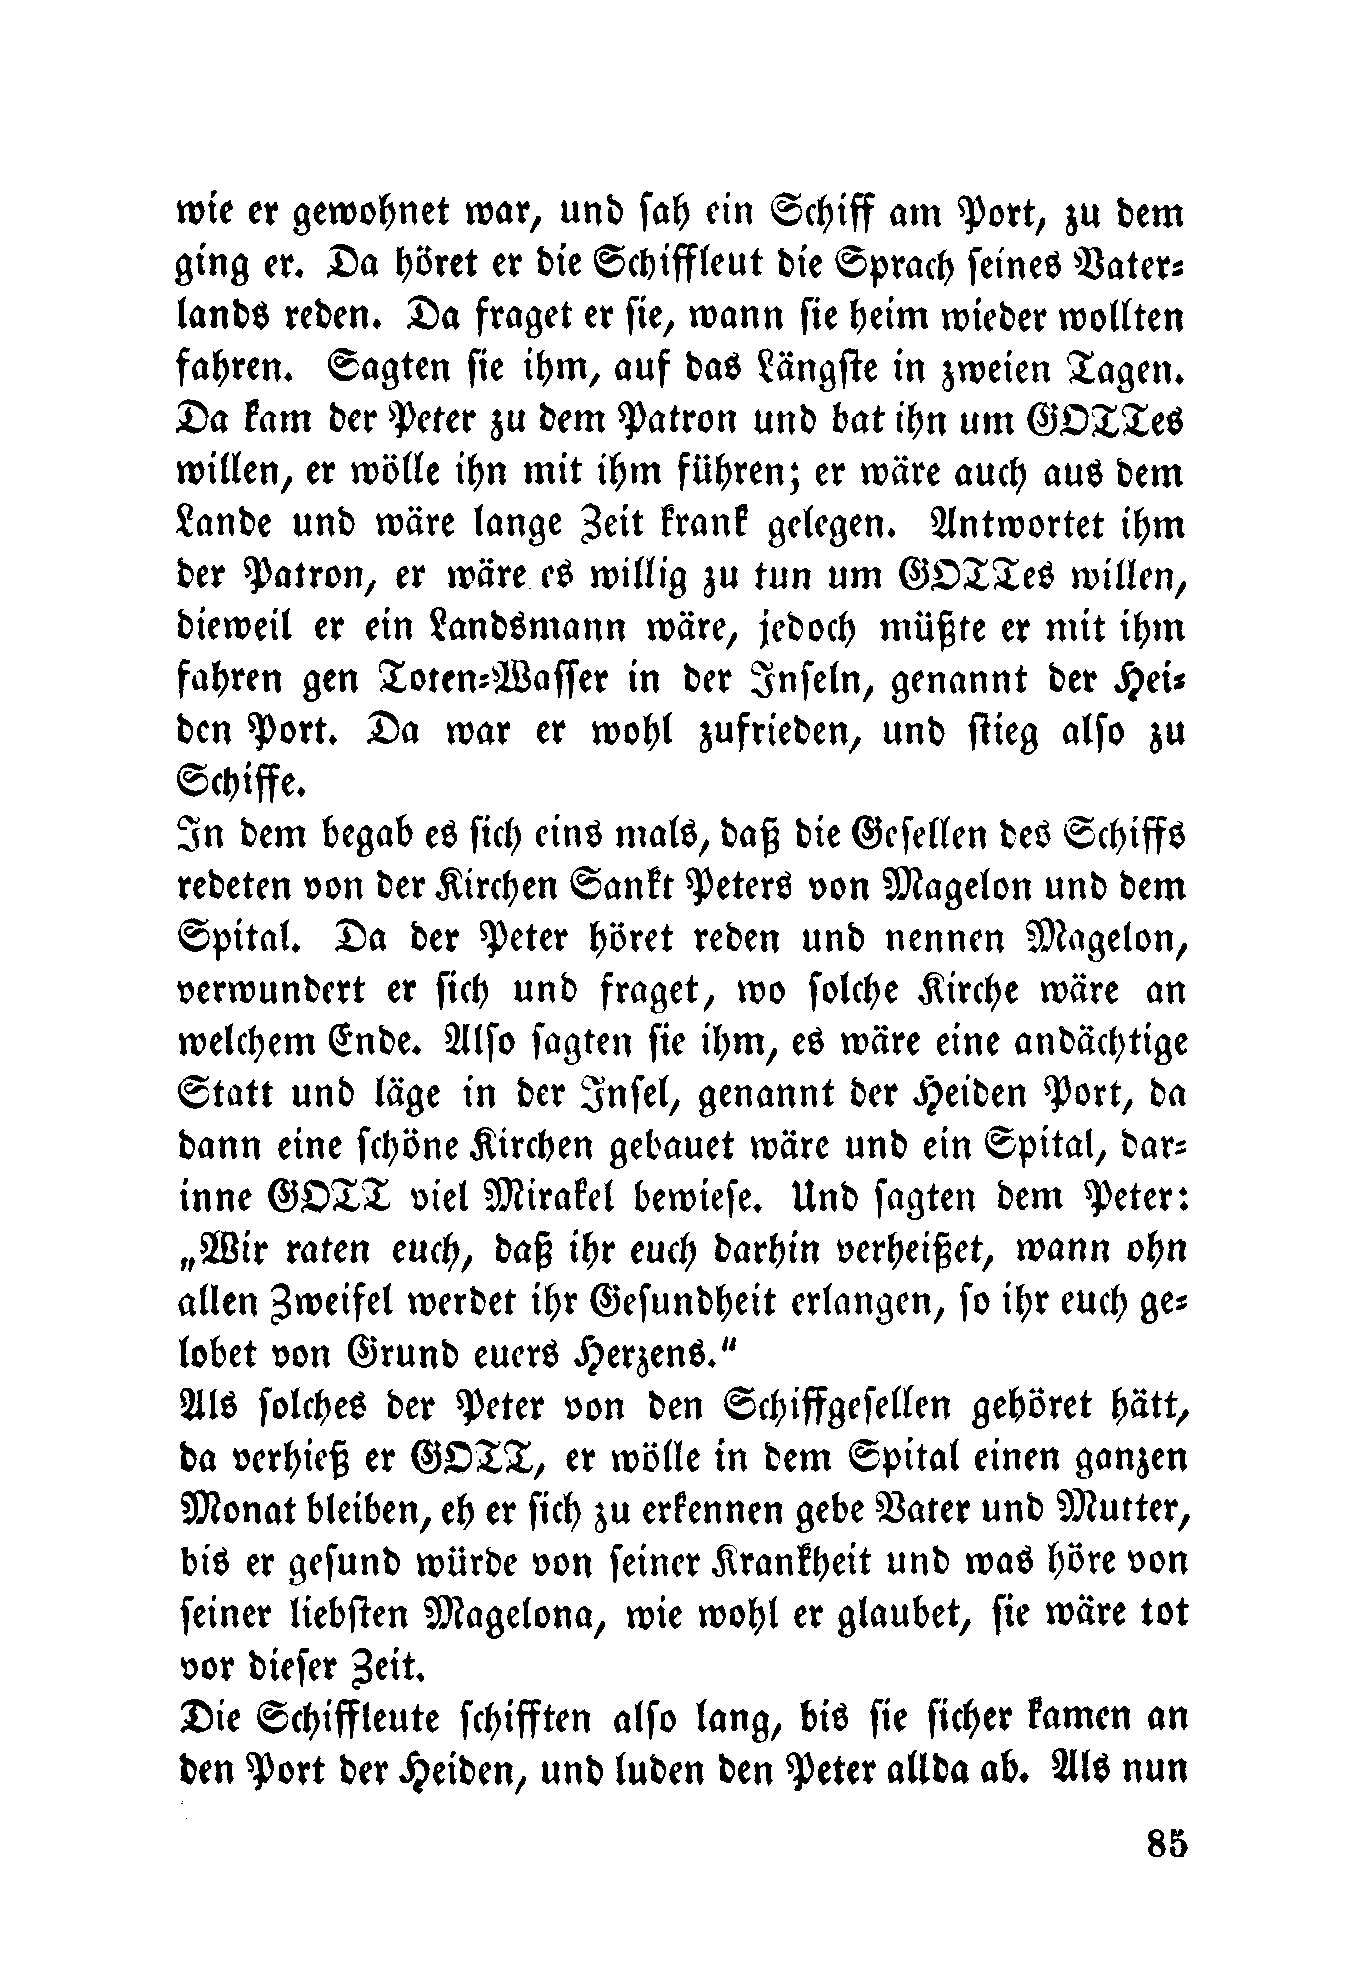 wie er gewohnet war, und sah ein Schiff am Port, zu dem
ging er. Da höret er die Schiffleut die Sprach seines Vater-
lands reden. Da fraget er sie, wann sie heim wieder wollten
fahren. Sagten sie ihm, auf das Längste in zweien Tagen.
Da kam der Peter zu dem Patron und bat ihn um GOTTes
willen, er wölle ihn mit ihm führen; er wäre auch aus dem
Lande und wäre lange Zeit krank gelegen. Antwortet ihm
der Patron, er wäre es willig zu tun um GOTTes willen,
dieweil er ein Landsmann wäre, jedoch müßte er mit ihm
fahren gen Toten-Wasser in der Inseln, genannt der Hei-
den Port. Da war er wohl zufrieden, und stieg also zu
Schiffe.
In dem begab es sich eins mals, daß die Gesellen des Schiffs
redeten von der Kirchen Sankt Peters von Magelon und dem
Spital. Da der Peter höret reden und nennen Magelon,
verwundert er sich und fraget, wo solche Kirche wäre an
welchem Ende. Also sagten sie ihm, es wäre eine andächtige
Statt und läge in der Insel, genannt der Heiden Port, da
dann eine schöne Kirchen gebauet wäre und ein Spital, dar-
inne GOTT viel Mirakel bewiese. Und sagten dem Peter:
„Wir raten euch, daß ihr euch darhin verheißet, wann ohn
allen Zweifel werdet ihr Gesundheit erlangen, so ihr euch ge-
lobet von Grund euers Herzens.“
Als solches der Peter von den Schiffgesellen gehöret hätt,
da verhieß er GOTT, er wölle in dem Spital einen ganzen
Monat bleiben, eh er sich zu erkennen gebe Vater und Mutter,
bis er gesund würde von seiner Krankheit und was höre von
seiner liebsten Magelona, wie wohl er glaubet, sie wäre tot
vor dieser Zeit.
Die Schiffleute schifften also lang, bis sie sicher kamen an
den Port der Heiden, und luden den Peter allda ab. Als nun
85